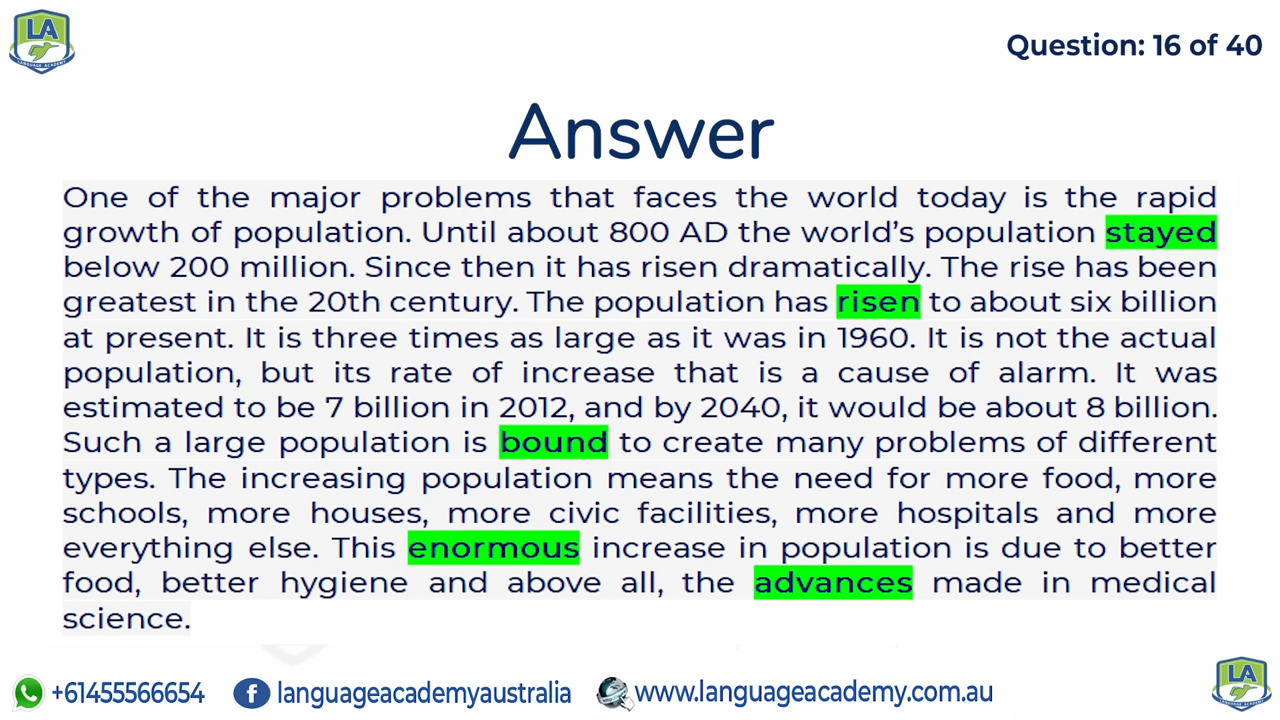 LA
LANGUAGE ACADEMY
Question: 16 of 40
Answer
One of the major problems that faces the world today is the rapid
growth of population. Until about 800 AD the world’s population stayed
below 200 million. Since then it has risen dramatically. The rise has been
greatest in the 20th century. The population has risen to about six billion
at present. It is three times as large as it was in 1960. It is not the actual
population, but its rate of increase that is a cause of alarm. It was
estimated to be 7 billion in 2012, and by 2040, it would be about 8 billion.
Such a large population is bound to create many problems of different
types. The increasing population means the need for more food, more
schools, more houses, more civic facilities, more hospitals and more
everything else. This enormous increase in population is due to better
food, better hygiene and above all, the advances made in medical
science.
+61455566654
languageacademyaustralia
www.languageacademy.com.au
LA